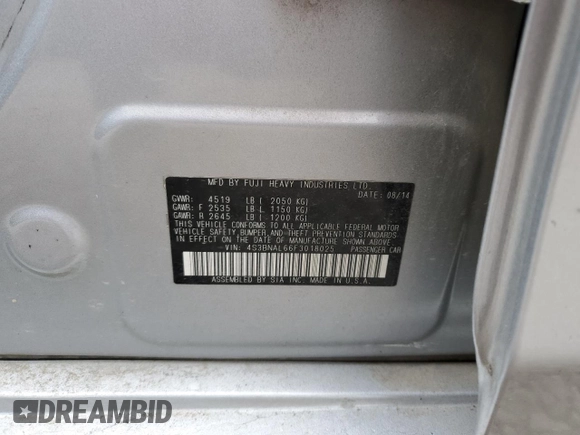 MFD BY FUJI HEAVY INDUSTRIES LTD.
DATE: 08/14
GVWR: 4519 LB ( 2050 KG)
GAWR: F 2535 LB ( 1150 KG)
GAWR: R 2645 LB ( 1200 KG)
THIS VEHICLE CONFORMS TO ALL APPLICABLE FEDERAL MOTOR
VEHICLE SAFETY, BUMPER, AND THEFT PREVENTION STANDARDS
IN EFFECT ON THE DATE OF MANUFACTURE SHOWN ABOVE.
VIN: 4S3BNAL66F3018025 PASSENGER CAR
ASSEMBLED BY SIA INC. MADE IN U.S.A.
DREAMBID